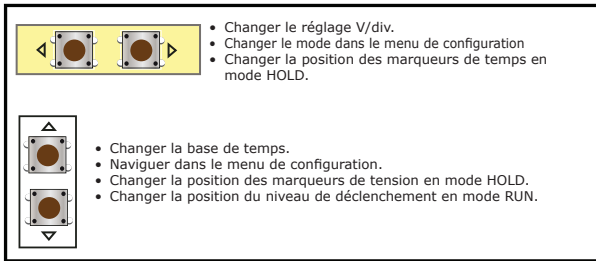 • Changer le réglage V/div.
• Changer le mode dans le menu de configuration
• Changer la position des marqueurs de temps en
mode HOLD.
• Changer la base de temps.
• Naviguer dans le menu de configuration.
• Changer la position des marqueurs de tension en mode HOLD.
• Changer la position du niveau de déclenchement en mode RUN.